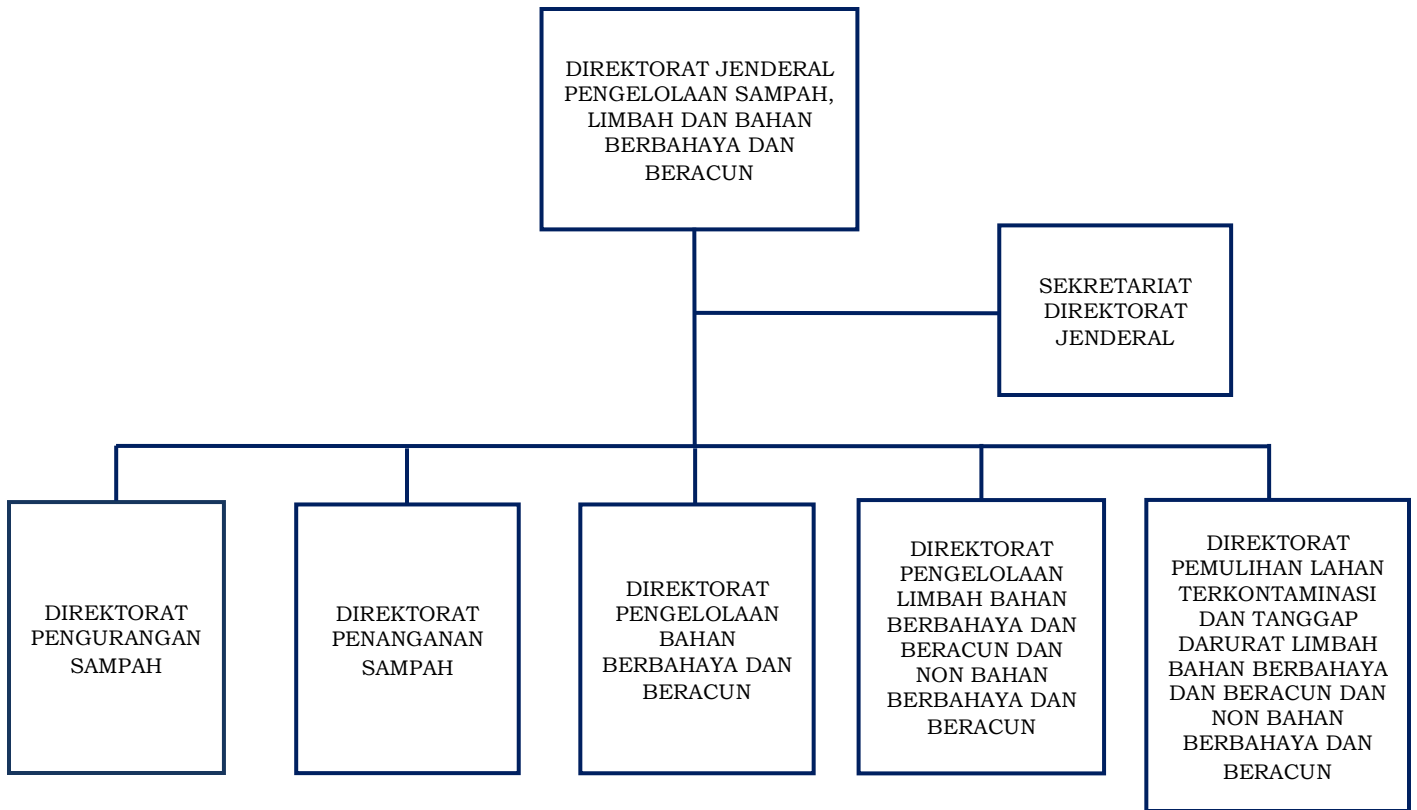 DIREKTORAT JENDERAL
PENGELOLAAN SAMPAH,
LIMBAH DAN BAHAN
BERBAHAYA DAN
BERACUN
SEKRETARIAT
DIREKTORAT
JENDERAL
DIREKTORAT
PENGURANGAN
SAMPAH
DIREKTORAT
PENANGANAN
SAMPAH
DIREKTORAT
PENGELOLAAN
BAHAN
BERBAHAYA DAN
BERACUN
DIREKTORAT
PENGELOLAAN
LIMBAH BAHAN
BERBAHAYA DAN
BERACUN DAN
NON BAHAN
BERBAHAYA DAN
BERACUN
DIREKTORAT
PEMULIHAN LAHAN
TERKONTAMINASI
DAN TANGGAP
DARURAT LIMBAH
BAHAN BERBAHAYA
DAN BERACUN DAN
NON BAHAN
BERBAHAYA DAN
BERACUN